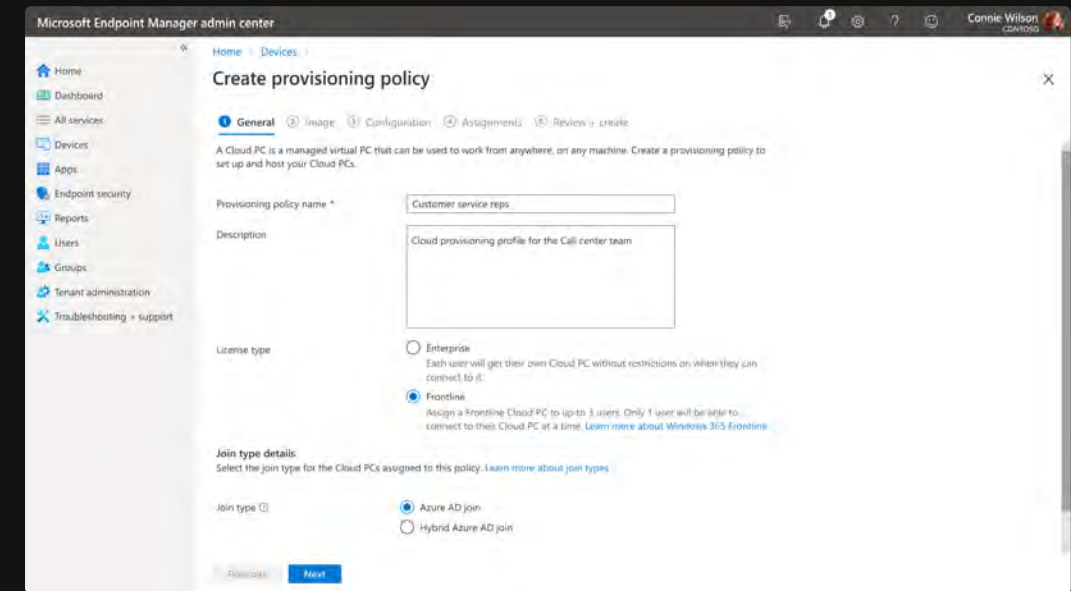 Microsoft Endpoint Manager admin center
1
Connie Wilson
CONTOSO
«
Home
Dashboard
All services
Devices
Apps
Endpoint security
Reports
Users
Groups
Tenant administration
Troubleshooting + support
Home > Devices >
Create provisioning policy
1 General 2 Image 3 Configuration 4 Assignments 5 Review + create
A Cloud PC is a managed virtual PC that can be used to work from anywhere, on any machine. Create a provisioning policy to
set up and host your Cloud PCs.
Provisioning policy name *
Customer service reps
Description
Cloud provisioning profile for the Call center team
License type
Enterprise
Each user will get their own Cloud PC without restrictions on when they can
connect to it.
Frontline
Assign a Frontline Cloud PC to up to 3 users. Only 1 user will be able to
connect to their Cloud PC at a time. Learn more about Windows 365 Frontline
Join type details
Select the join type for the Cloud PCs assigned to this policy. Learn more about join types
Join type
Azure AD join
Hybrid Azure AD join
Previous
Next